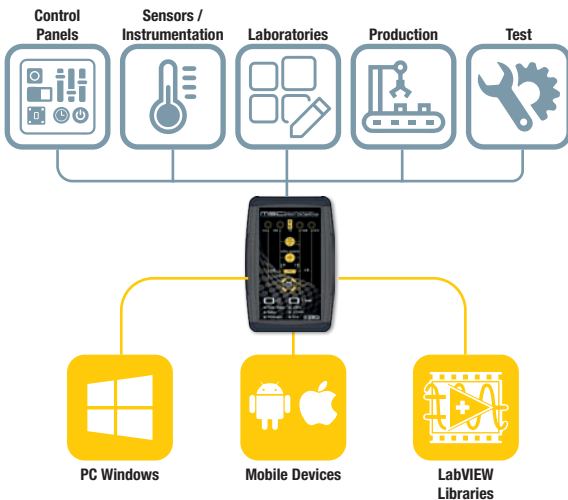 Control
Panels
Sensors /
Instrumentation
Laboratories
Production
Test
PC Windows
Mobile Devices
LabVIEW
Libraries